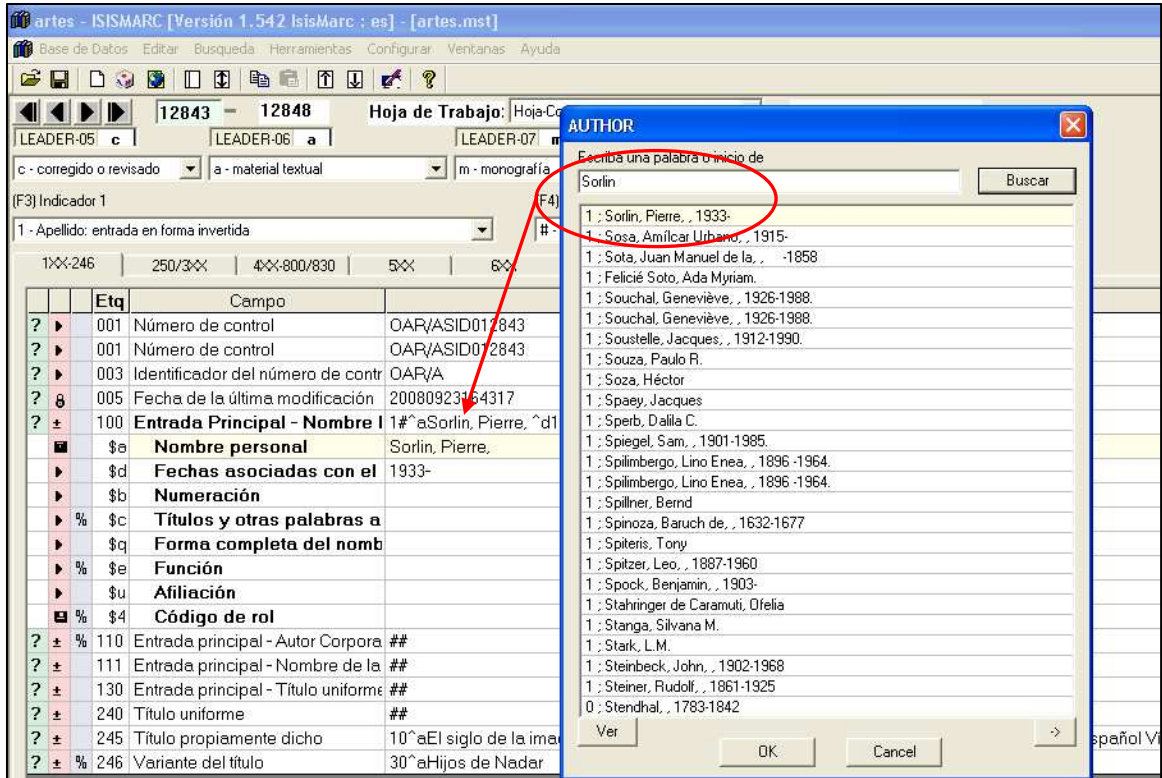 artes - ISISMARC [Versión 1.542 IsisMarc : es] - [artes.mst]
Base de Datos Editar Busqueda Herramientas Configurar Ventanas Ayuda
12843 – 12848 Hoja de Trabajo: Hoja-Co
LEADER-05 c LEADER-06 a LEADER-07 m
c - corregido o revisado a - material textual m - monografía
(F3) Indicador 1 (F4)
1 - Apellido: entrada en forma invertida # -
1XX-246 250/3XX 4XX-800/830 5XX 6XX
Etq Campo
? 001 Número de control OAR/ASID012843
? 001 Número de control OAR/ASID012843
? 003 Identificador del número de contr OAR/A
? 005 Fecha de la última modificación 20080923164317
? ± 100 Entrada Principal - Nombre I 1#^aSorlin, Pierre, ^d1
$a Nombre personal Sorlin, Pierre,
$d Fechas asociadas con el 1933-
$b Numeración
% $c Títulos y otras palabras a
$q Forma completa del nomb
% $e Función
$u Afiliación
% $4 Código de rol
? ± % 110 Entrada principal - Autor Corpora ##
? ± 111 Entrada principal - Nombre de la ##
? ± 130 Entrada principal - Título uniforme ##
? ± 240 Título uniforme ##
? ± 245 Título propiamente dicho 10^aEl siglo de la ima
? ± % 246 Variante del título 30^aHijos de Nadar
spañol Vi
AUTHOR
Escriba una palabra o inicio de
Sorlin Buscar
1 ; Sorlin, Pierre, , 1933-
1 ; Sosa, Amílcar Urbano, , 1915-
1 ; Sota, Juan Manuel de la, , -1858
1 ; Felicié Soto, Ada Myriam.
1 ; Souchal, Geneviève, , 1926-1988.
1 ; Souchal, Geneviève, , 1926-1988.
1 ; Soustelle, Jacques, , 1912-1990.
1 ; Souza, Paulo R.
1 ; Soza, Héctor
1 ; Spaey, Jacques
1 ; Sperb, Dalila C.
1 ; Spiegel, Sam, , 1901-1985.
1 ; Spilimbergo, Lino Enea, , 1896 -1964.
1 ; Spilimbergo, Lino Enea, , 1896 -1964.
1 ; Spillner, Bernd
1 ; Spinoza, Baruch de, , 1632-1677
1 ; Spiteris, Tony
1 ; Spitzer, Leo, , 1887-1960
1 ; Spock, Benjamin, , 1903-
1 ; Stahringer de Caramuti, Ofelia
1 ; Stanga, Silvana M.
1 ; Stark, L.M.
1 ; Steinbeck, John, , 1902-1968
1 ; Steiner, Rudolf, , 1861-1925
0 ; Stendhal, , 1783-1842
Ver ->
OK Cancel